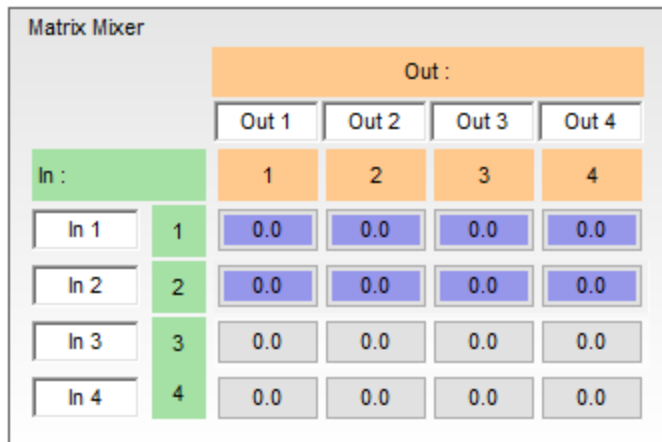 Matrix Mixer
Out :
Out 1 Out 2 Out 3 Out 4
In : 1 2 3 4
In 1 1 0.0 0.0 0.0 0.0
In 2 2 0.0 0.0 0.0 0.0
In 3 3 0.0 0.0 0.0 0.0
In 4 4 0.0 0.0 0.0 0.0